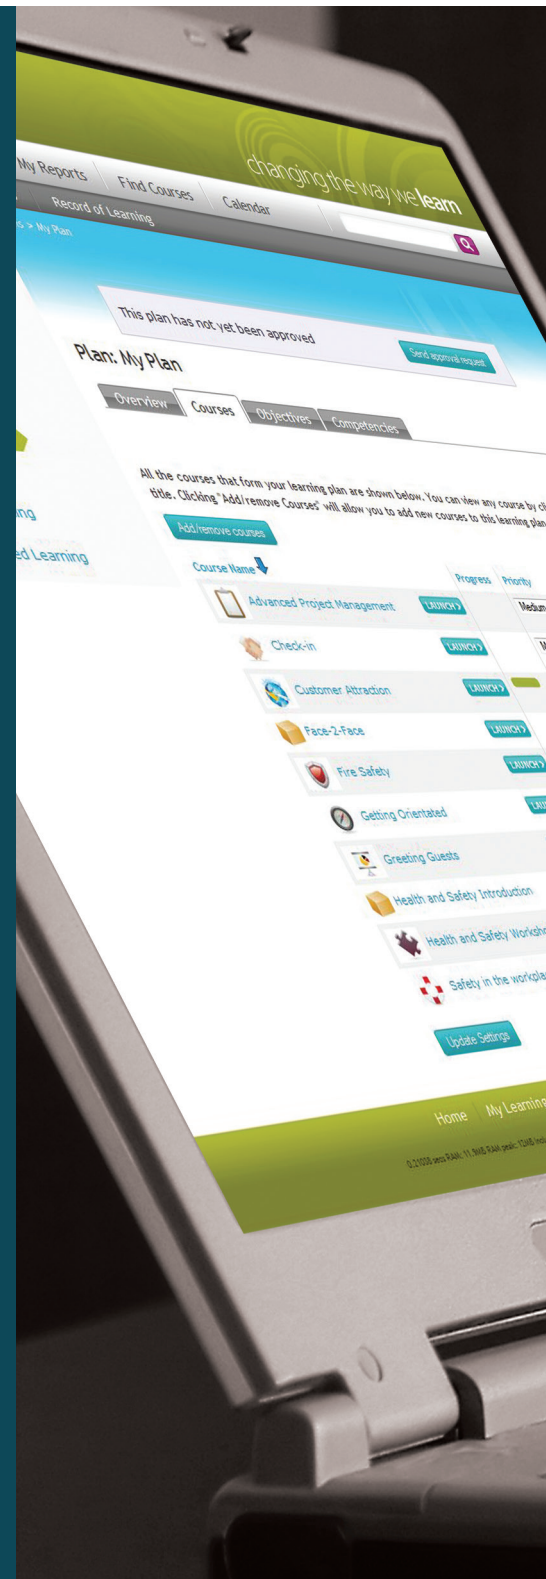 changing the way we learn
My Reports Find Courses Calendar
Record of Learning
> My Plan
This plan has not yet been approved Send approval request
Plan: My Plan
Overview Courses Objectives Competencies
All the courses that form your learning plan are shown below. You can view any course by
title. Clicking "Add/remove Courses" will allow you to add new courses to this learning plan
Add/remove courses
ed Learning
Course Name Progress Priority
Advanced Project Management LAUNCH > Medium
Check-in LAUNCH > M
Customer Attraction LAUNCH >
Face-2-Face LAUNCH >
Fire Safety LAUNCH >
Getting Orientated LAU
Greeting Guests
Health and Safety Introduction
Health and Safety Worksho
Safety in the workpla
Update Settings
Home My Learning